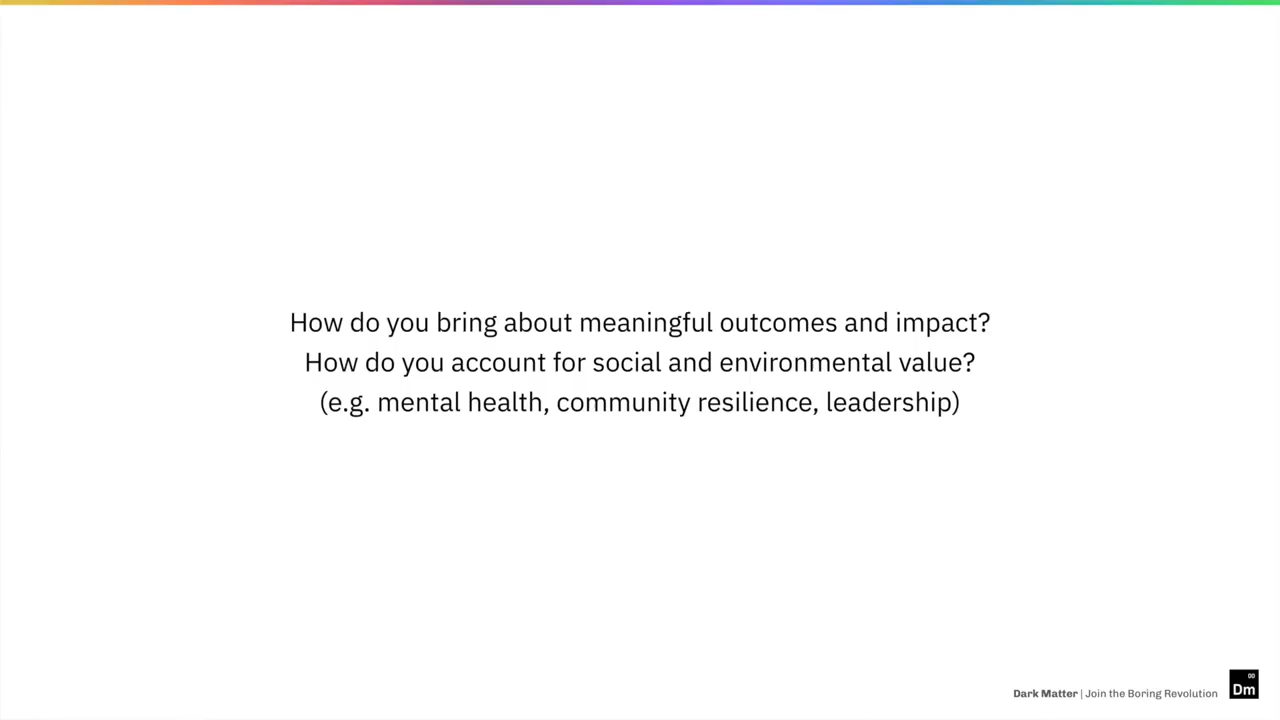 How do you bring about meaningful outcomes and impact?
How do you account for social and environmental value?
(e.g. mental health, community resilience, leadership)
Dark Matter | Join the Boring Revolution
00
Dm